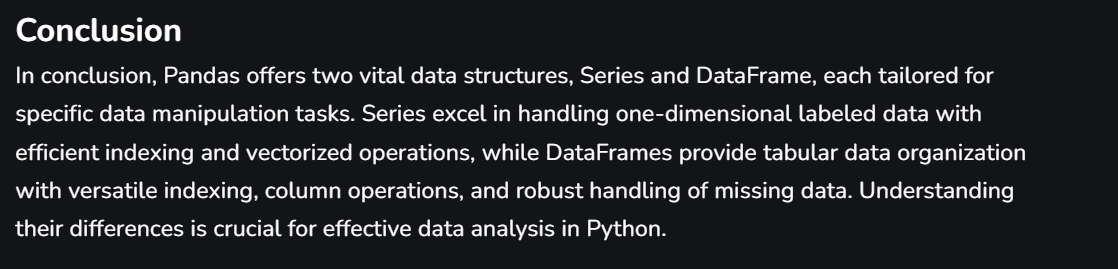 Conclusion
In conclusion, Pandas offers two vital data structures, Series and DataFrame, each tailored for
specific data manipulation tasks. Series excel in handling one-dimensional labeled data with
efficient indexing and vectorized operations, while DataFrames provide tabular data organization
with versatile indexing, column operations, and robust handling of missing data. Understanding
their differences is crucial for effective data analysis in Python.